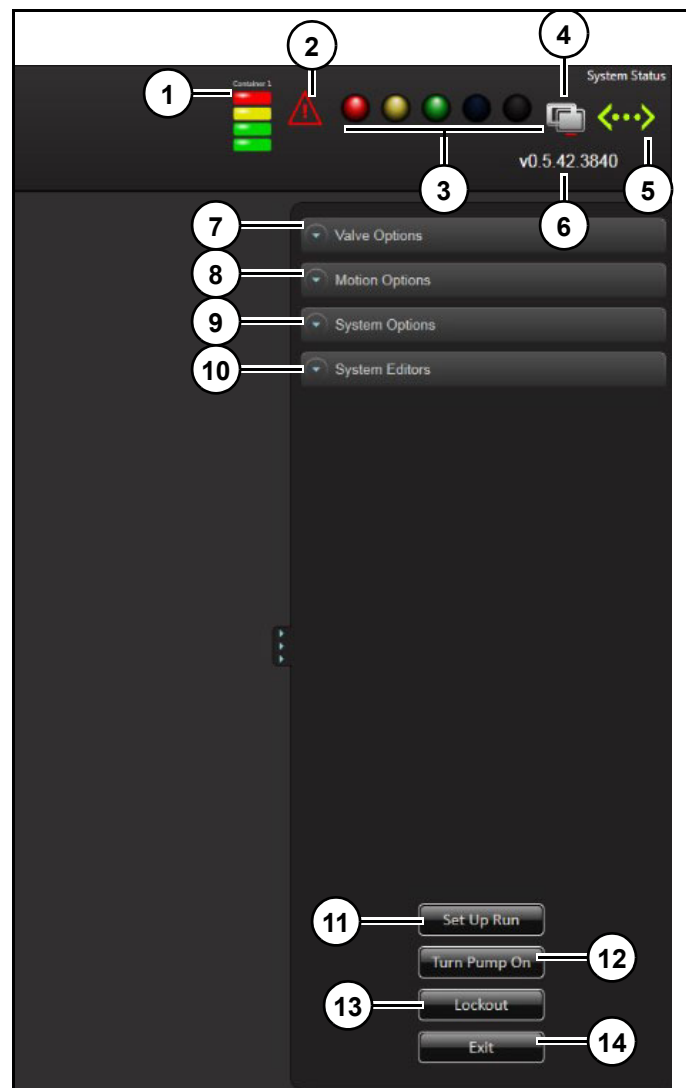 2
4
System Status
1
Container 1
3
v0.5.42.3840
6
5
7
Valve Options
8
Motion Options
9
System Options
10
System Editors
11
Set Up Run
Turn Pump On
12
13
Lockout
Exit
14